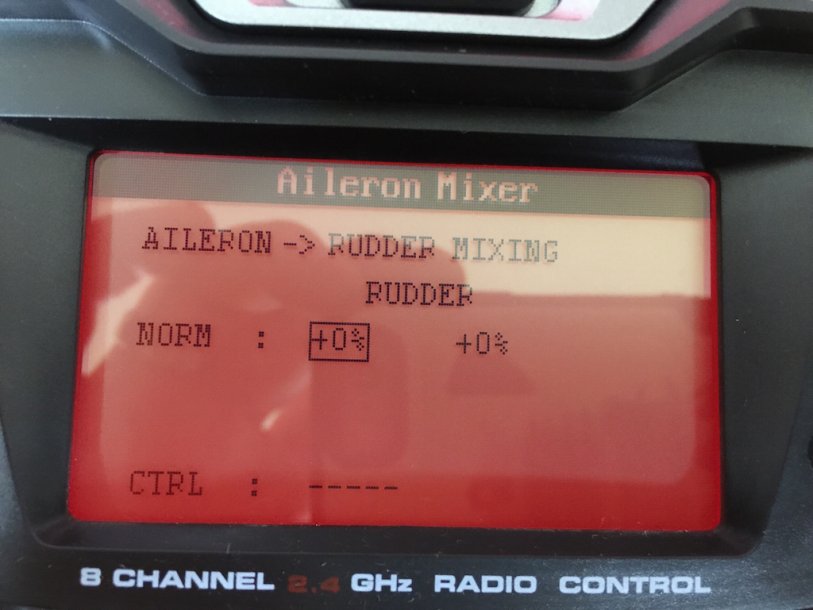 Aileron Mixer
AILERON -> RUDDER MIXING
RUDDER
NORM : +0% +0%
CTRL : -----
8 CHANNEL 2.4 GHz RADIO CONTROL